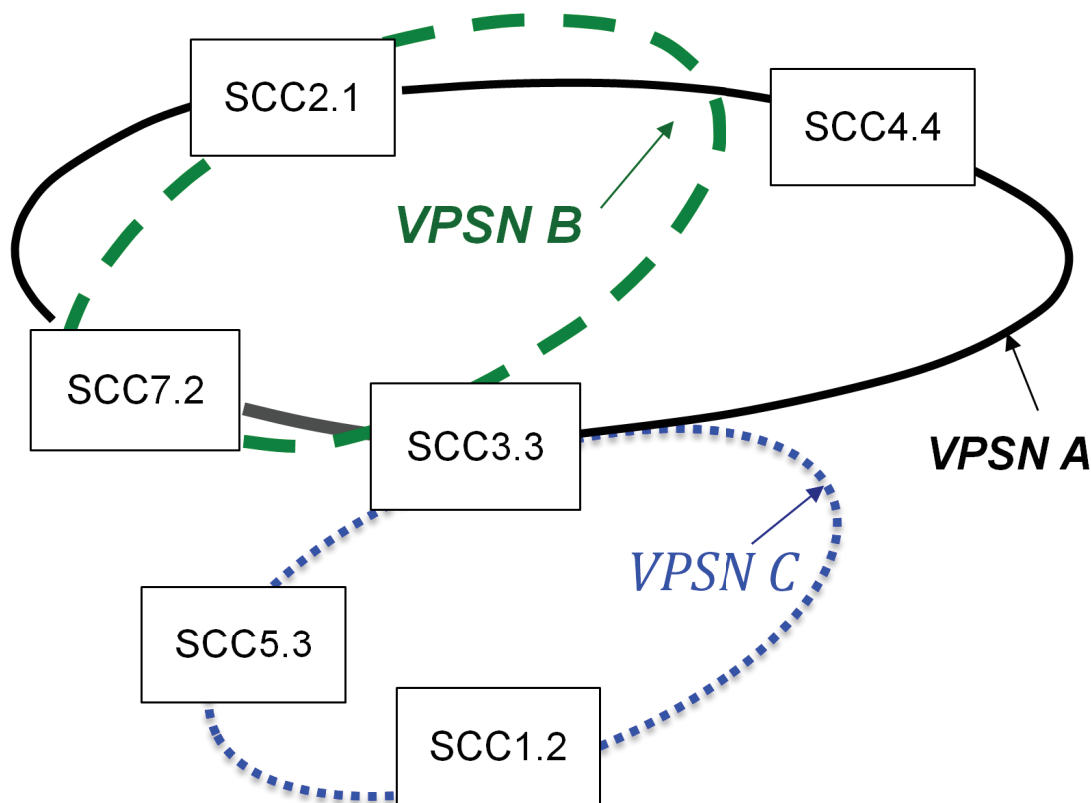 SCC2.1
SCC4.4
VPSN B
SCC7.2
SCC3.3
VPSN A
VPSN C
SCC5.3
SCC1.2